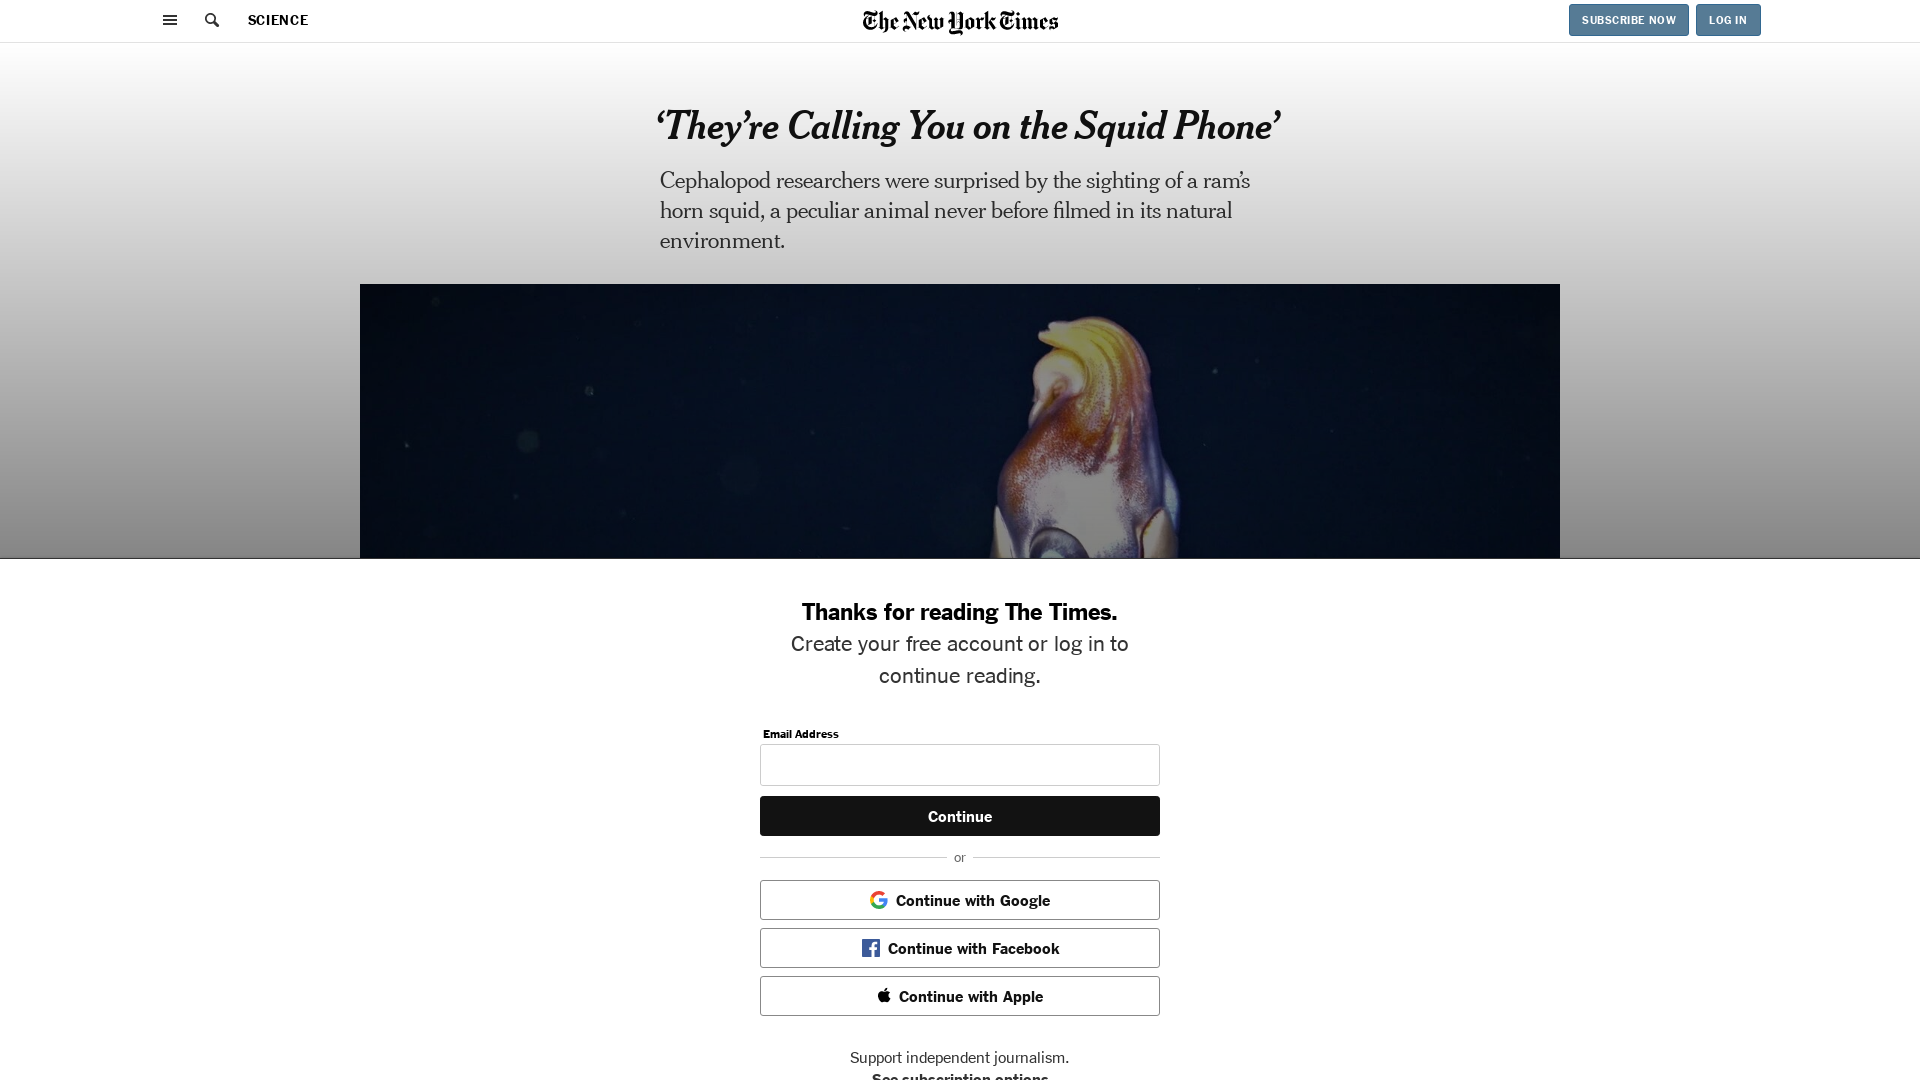 SCIENCE
The New York Times
SUBSCRIBE NOW
LOG IN
‘They’re Calling You on the Squid Phone’
Cephalopod researchers were surprised by the sighting of a ram’s
horn squid, a peculiar animal never before filmed in its natural
environment.
Thanks for reading The Times.
Create your free account or log in to
continue reading.
Email Address
Continue
or
Continue with Google
Continue with Facebook
Continue with Apple
Support independent journalism.
See subscription options